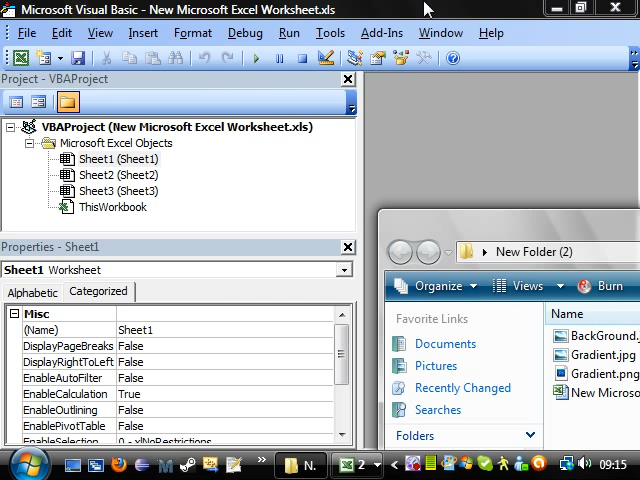 Microsoft Visual Basic - New Microsoft Excel Worksheet.xls
File Edit View Insert Format Debug Run Tools Add-Ins Window Help
Project - VBAProject
VBAProject (New Microsoft Excel Worksheet.xls)
Microsoft Excel Objects
Sheet1 (Sheet1)
Sheet2 (Sheet2)
Sheet3 (Sheet3)
ThisWorkbook
Properties - Sheet1
Sheet1 Worksheet
Alphabetic Categorized
Misc
(Name) Sheet1
DisplayPageBreaks False
DisplayRightToLeft False
EnableAutoFilter False
EnableCalculation True
EnableOutlining False
EnablePivotTable False
EnableSelection 0 - xlNoRestrictions
New Folder (2)
Organize Views Burn
Favorite Links
Documents
Pictures
Recently Changed
Searches
Folders
Name
BackGround.
Gradient.jpg
Gradient.png
New Microso
N. 2 09:15